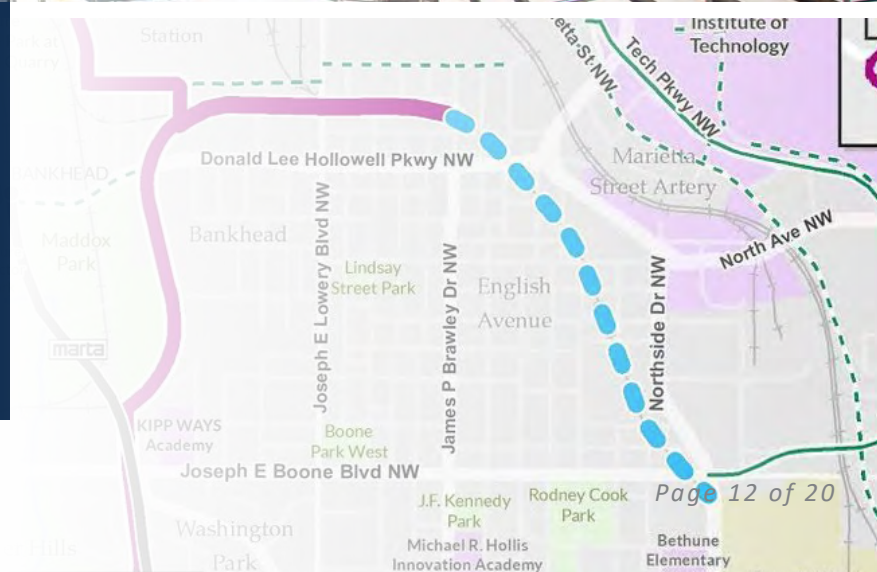 Institute of
Technology
Station
etta St NW
Tech Pkwy NW
Donald Lee Hollowell Pkwy NW
Marietta
Street Artery
BANKHEAD
North Ave NW
Bankhead
Maddox
Park
Joseph E Lowery Blvd NW
Lindsay
Street Park
James P Brawley Dr NW
English
Avenue
Northside Dr NW
marta
KIPP WAYS
Academy
Boone
Park West
Joseph E Boone Blvd NW
J.F. Kennedy
Park
Rodney Cook
Park
Page 12 of 20
Washington
Park
Hills
Michael R. Hollis
Innovation Academy
Bethune
Elementary